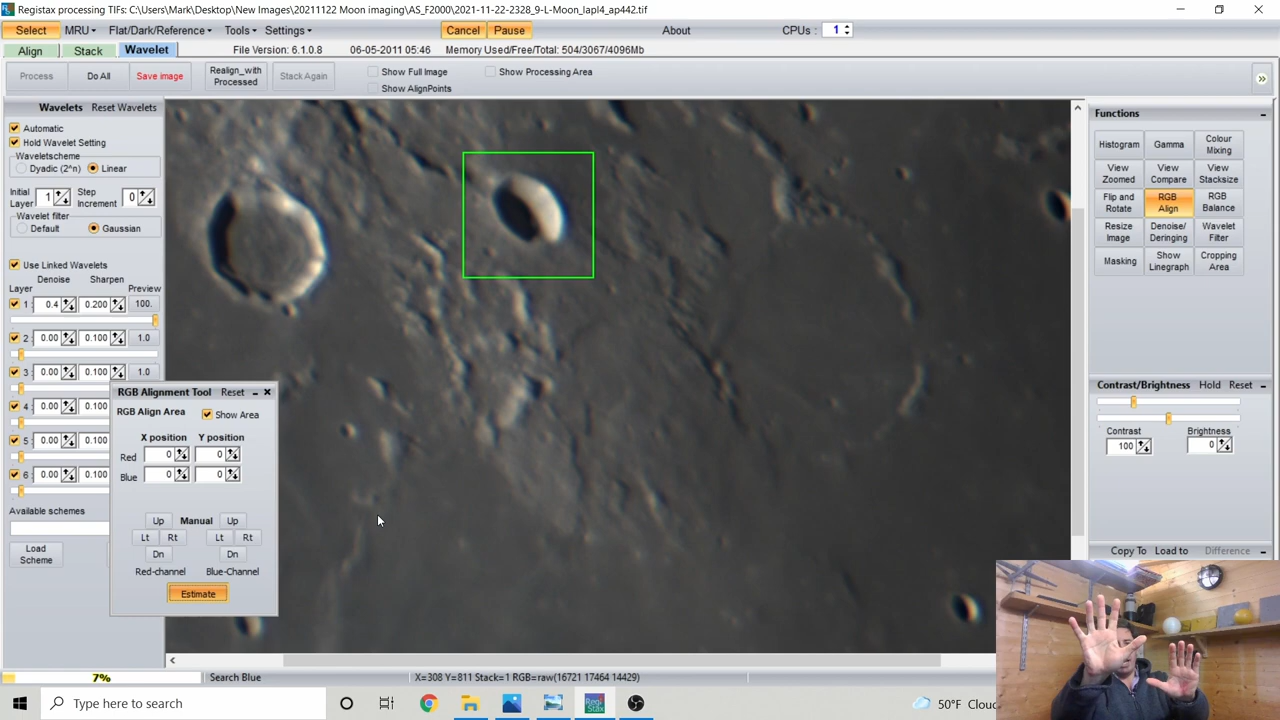 Registax processing TIFs: C:\Users\Mark\Desktop\New Images\20211122 Moon imaging\AS_F2000\2021-11-22-2328_9-L-Moon_lapl4_ap442.tif
Select MRU Flat/Dark/Reference Tools Settings Cancel Pause About CPUs: 1
Align Stack Wavelet File Version: 6.1.0.8 06-05-2011 05:46 Memory Used/Free/Total: 504/3067/4096Mb
Process Do All Save image Realign_with Processed Stack Again Show Full Image Show Processing Area
Show AlignPoints
Wavelets Reset Wavelets
Automatic
Hold Wavelet Setting
Waveletscheme
Dyadic (2^n) Linear
Initial Layer 1 Step Increment 0
Wavelet filter
Default Gaussian
Use Linked Wavelets
Denoise Sharpen
Layer Preview
1 : 0.4 0.200 100.
2 : 0.00 0.100 1.0
3 : 0.00 0.100 1.0
4 : 0.00 0.100
5 : 0.00 0.100
6 : 0.00 0.100
Available schemes
Load Scheme
RGB Alignment Tool Reset
RGB Align Area Show Area
X position Y position
Red 0 0
Blue 0 0
Up Manual Up
Lt Rt Lt Rt
Dn Dn
Red-channel Blue-Channel
Estimate
Functions
Histogram Gamma Colour Mixing
View Zoomed View Compare View Stacksize
Flip and Rotate RGB Align RGB Balance
Resize Image Denoise/ Deringing Wavelet Filter
Masking Show Linegraph Cropping Area
Contrast/Brightness Hold Reset
Contrast Brightness
100 0
Copy To Load to Difference
7% Search Blue X=308 Y=811 Stack=1 RGB=raw(16721 17464 14429)
Type here to search
50°F